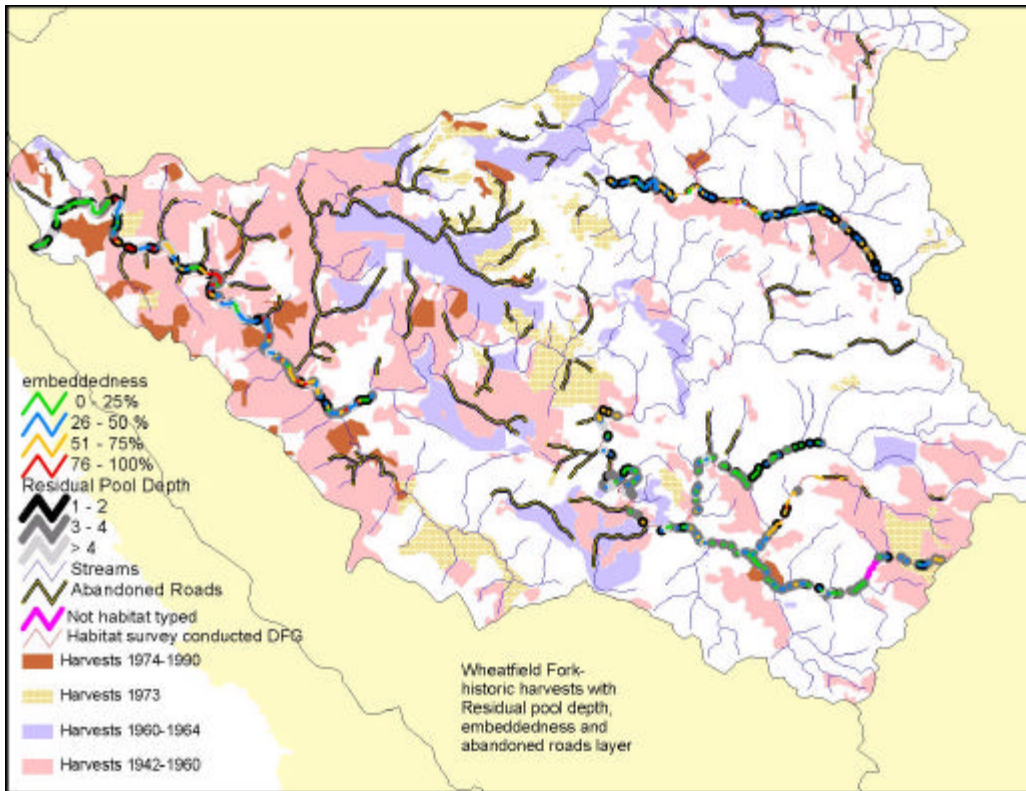 embeddedness
0 - 25%
26 - 50 %
51 - 75%
76 - 100%
Residual Pool Depth
1 - 2
3 - 4
> 4
Streams
Abandoned Roads
Not habitat typed
Habitat survey conducted DFG
Harvests 1974-1990
Harvests 1973
Harvests 1960-1964
Harvests 1942-1960
Wheatfield Fork-
historic harvests with
Residual pool depth,
embeddedness and
abandoned roads layer